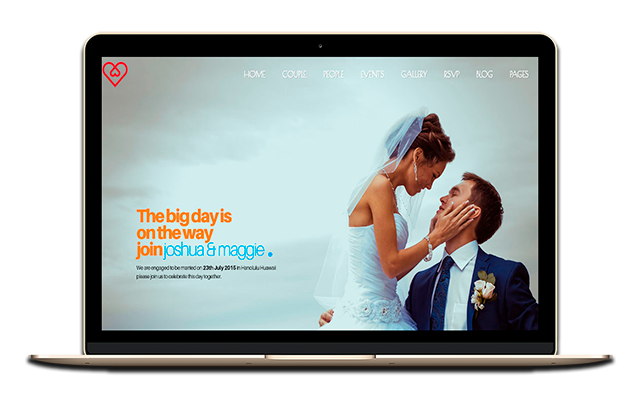 HOME COUPLE PEOPLE EVENTS GALLERY RSVP BLOG PAGES
The big day is
on the way
join joshua & maggie .
We are engaged to be married on 23th July 2015 in Honolulu Huawaii
please join us to celebrate this day together.